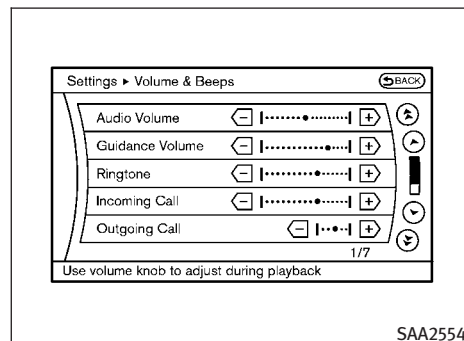 Settings ▸ Volume & Beeps
BACK
Audio Volume
Guidance Volume
Ringtone
Incoming Call
Outgoing Call
1/7
Use volume knob to adjust during playback
SAA2554